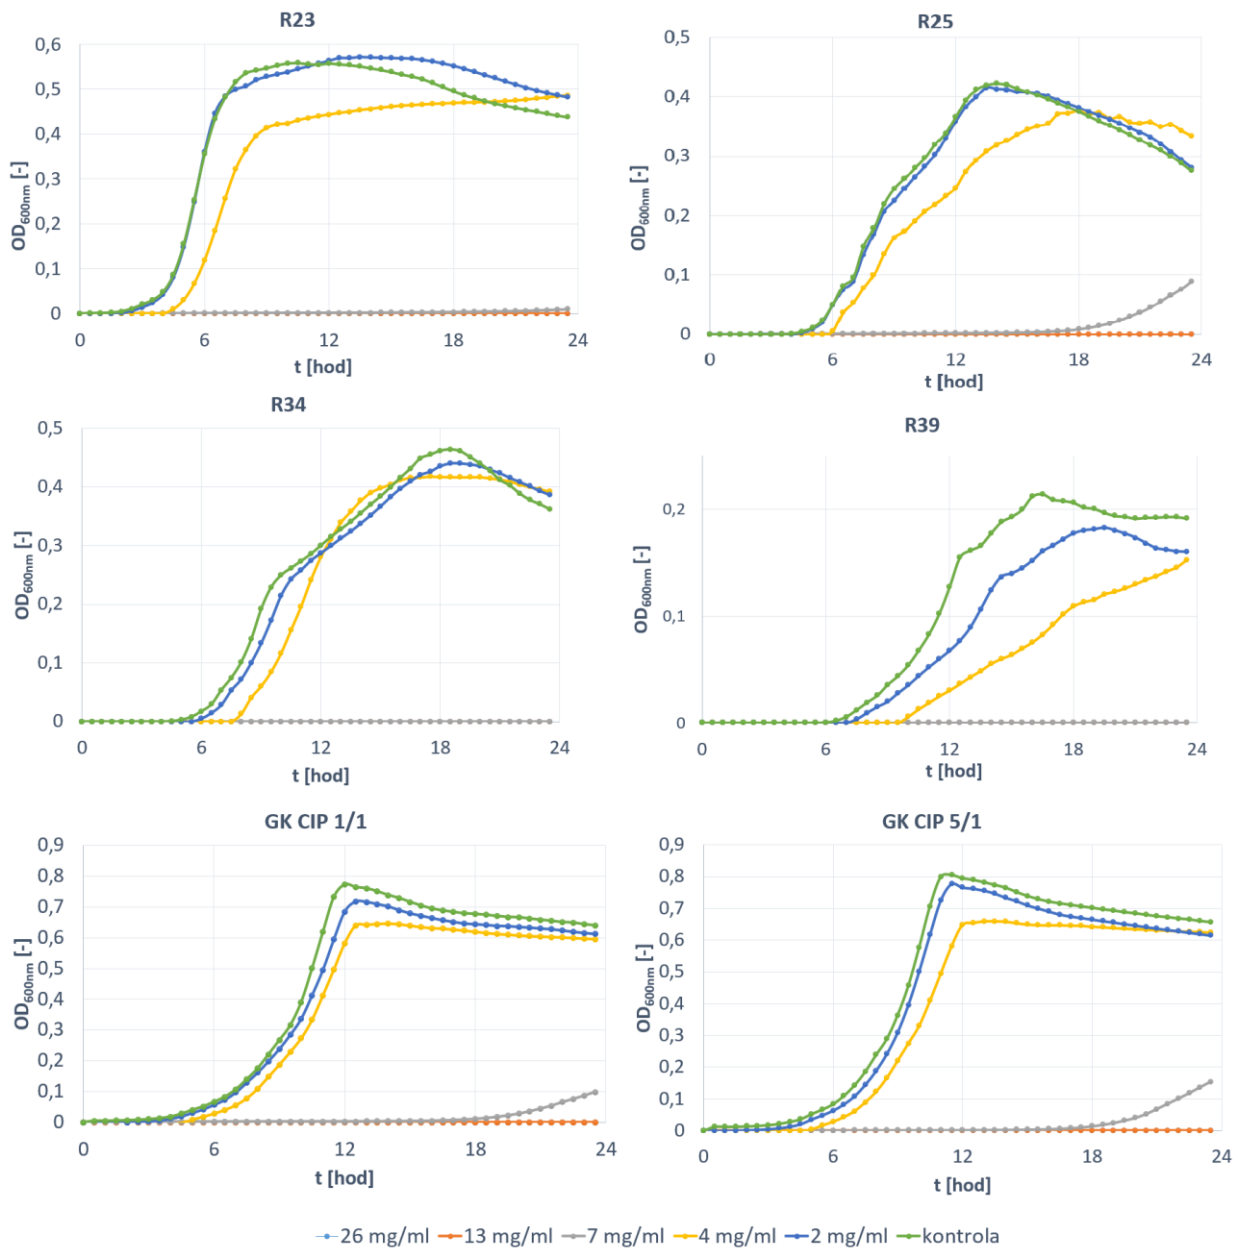 R23
OD600nm [-]
0,6
0,5
0,4
0,3
0,2
0,1
0
0 6 12 18 24
t [hod]
R25
OD600nm [-]
0,5
0,4
0,3
0,2
0,1
0
0 6 12 18 24
t [hod]
R34
OD600nm [-]
0,5
0,4
0,3
0,2
0,1
0
0 6 12 18 24
t [hod]
R39
OD600nm [-]
0,2
0,1
0
0 6 12 18 24
t [hod]
GK CIP 1/1
OD600nm [-]
0,9
0,8
0,7
0,6
0,5
0,4
0,3
0,2
0,1
0
0 6 12 18 24
t [hod]
GK CIP 5/1
OD600nm [-]
0,9
0,8
0,7
0,6
0,5
0,4
0,3
0,2
0,1
0
0 6 12 18 24
t [hod]
26 mg/ml 13 mg/ml 7 mg/ml 4 mg/ml 2 mg/ml kontrola